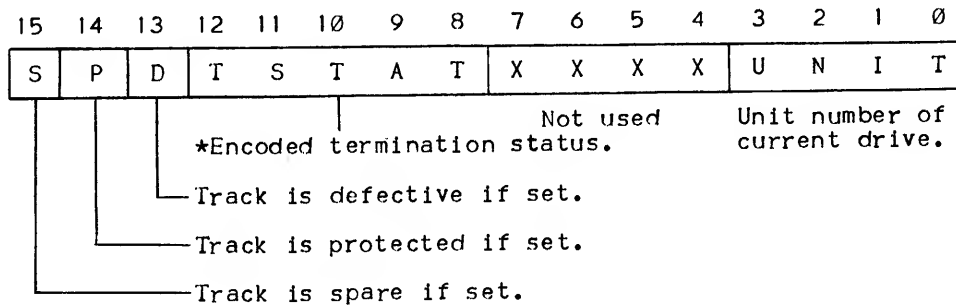 15 14 13 12 11 1Ø 9 8 7 6 5 4 3 2 1 Ø
S P D T S T A T X X X X U N I T
Not used Unit number of
*Encoded termination status. current drive.
Track is defective if set.
Track is protected if set.
Track is spare if set.